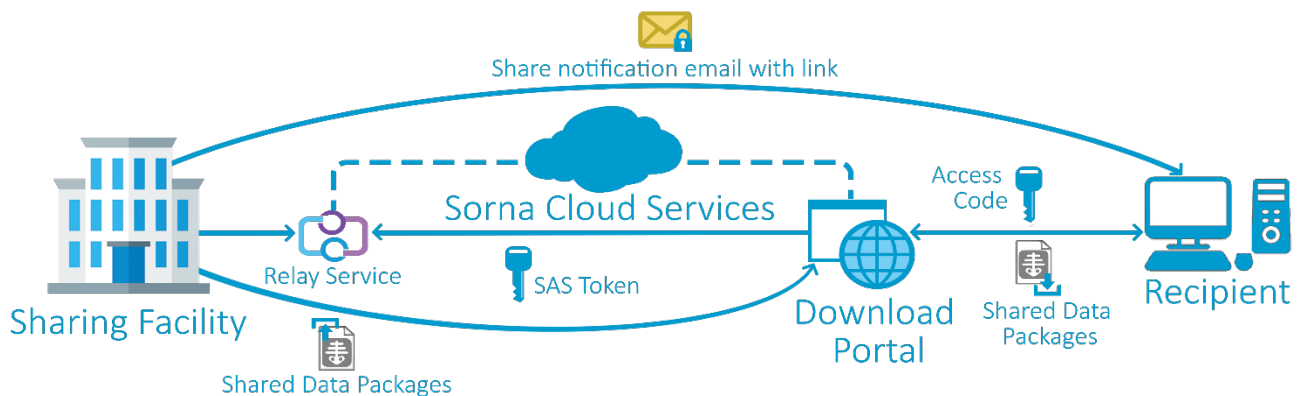 Share notification email with link
Sorna Cloud Services
Access
Code
Relay Service
SAS Token
Sharing Facility
Download
Portal
Shared Data
Packages
Recipient
Shared Data Packages